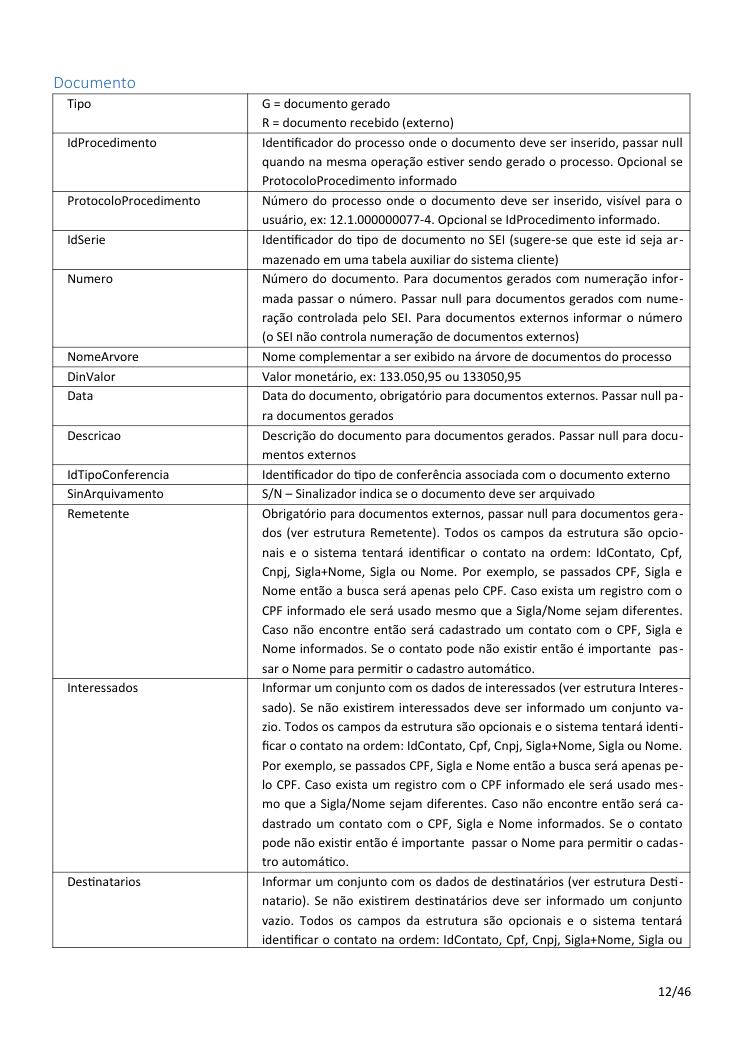 Documento
Tipo
G = documento gerado
R = documento recebido (externo)
IdProcedimento
Identificador do processo onde o documento deve ser inserido, passar null
quando na mesma operação estiver sendo gerado o processo. Opcional se
ProtocoloProcedimento informado
ProtocoloProcedimento
Número do processo onde o documento deve ser inserido, visível para o
usuário, ex: 12.1.000000077-4. Opcional se IdProcedimento informado.
IdSerie
Identificador do tipo de documento no SEI (sugere-se que este id seja ar-
mazenado em uma tabela auxiliar do sistema cliente)
Numero
Número do documento. Para documentos gerados com numeração infor-
mada passar o número. Passar null para documentos gerados com nume-
ração controlada pelo SEI. Para documentos externos informar o número
(o SEI não controla numeração de documentos externos)
NomeArvore
Nome complementar a ser exibido na árvore de documentos do processo
DinValor
Valor monetário, ex: 133.050,95 ou 133050,95
Data
Data do documento, obrigatório para documentos externos. Passar null pa-
ra documentos gerados
Descricao
Descrição do documento para documentos gerados. Passar null para docu-
mentos externos
IdTipoConferencia
Identificador do tipo de conferência associada com o documento externo
SinArquivamento
S/N – Sinalizador indica se o documento deve ser arquivado
Remetente
Obrigatório para documentos externos, passar null para documentos gera-
dos (ver estrutura Remetente). Todos os campos da estrutura são opcio-
nais e o sistema tentará identificar o contato na ordem: IdContato, Cpf,
Cnpj, Sigla+Nome, Sigla ou Nome. Por exemplo, se passados CPF, Sigla e
Nome então a busca será apenas pelo CPF. Caso exista um registro com o
CPF informado ele será usado mesmo que a Sigla/Nome sejam diferentes.
Caso não encontre então será cadastrado um contato com o CPF, Sigla e
Nome informados. Se o contato pode não existir então é importante  pas-
sar o Nome para permitir o cadastro automático.
Interessados
Informar um conjunto com os dados de interessados (ver estrutura Interes-
sado). Se não existirem interessados deve ser informado um conjunto va-
zio. Todos os campos da estrutura são opcionais e o sistema tentará identi-
ficar o contato na ordem: IdContato, Cpf, Cnpj, Sigla+Nome, Sigla ou Nome.
Por exemplo, se passados CPF, Sigla e Nome então a busca será apenas pe-
lo CPF. Caso exista um registro com o CPF informado ele será usado mes-
mo que a Sigla/Nome sejam diferentes. Caso não encontre então será ca-
dastrado um contato com o CPF, Sigla e Nome informados. Se o contato
pode não existir então é importante  passar o Nome para permitir o cadas-
tro automático.
Destinatarios
Informar um conjunto com os dados de destinatários (ver estrutura Desti-
natario). Se não existirem destinatários deve ser informado um conjunto
vazio. Todos os campos da estrutura são opcionais e o sistema tentará
identificar o contato na ordem: IdContato, Cpf, Cnpj, Sigla+Nome, Sigla ou
12/46